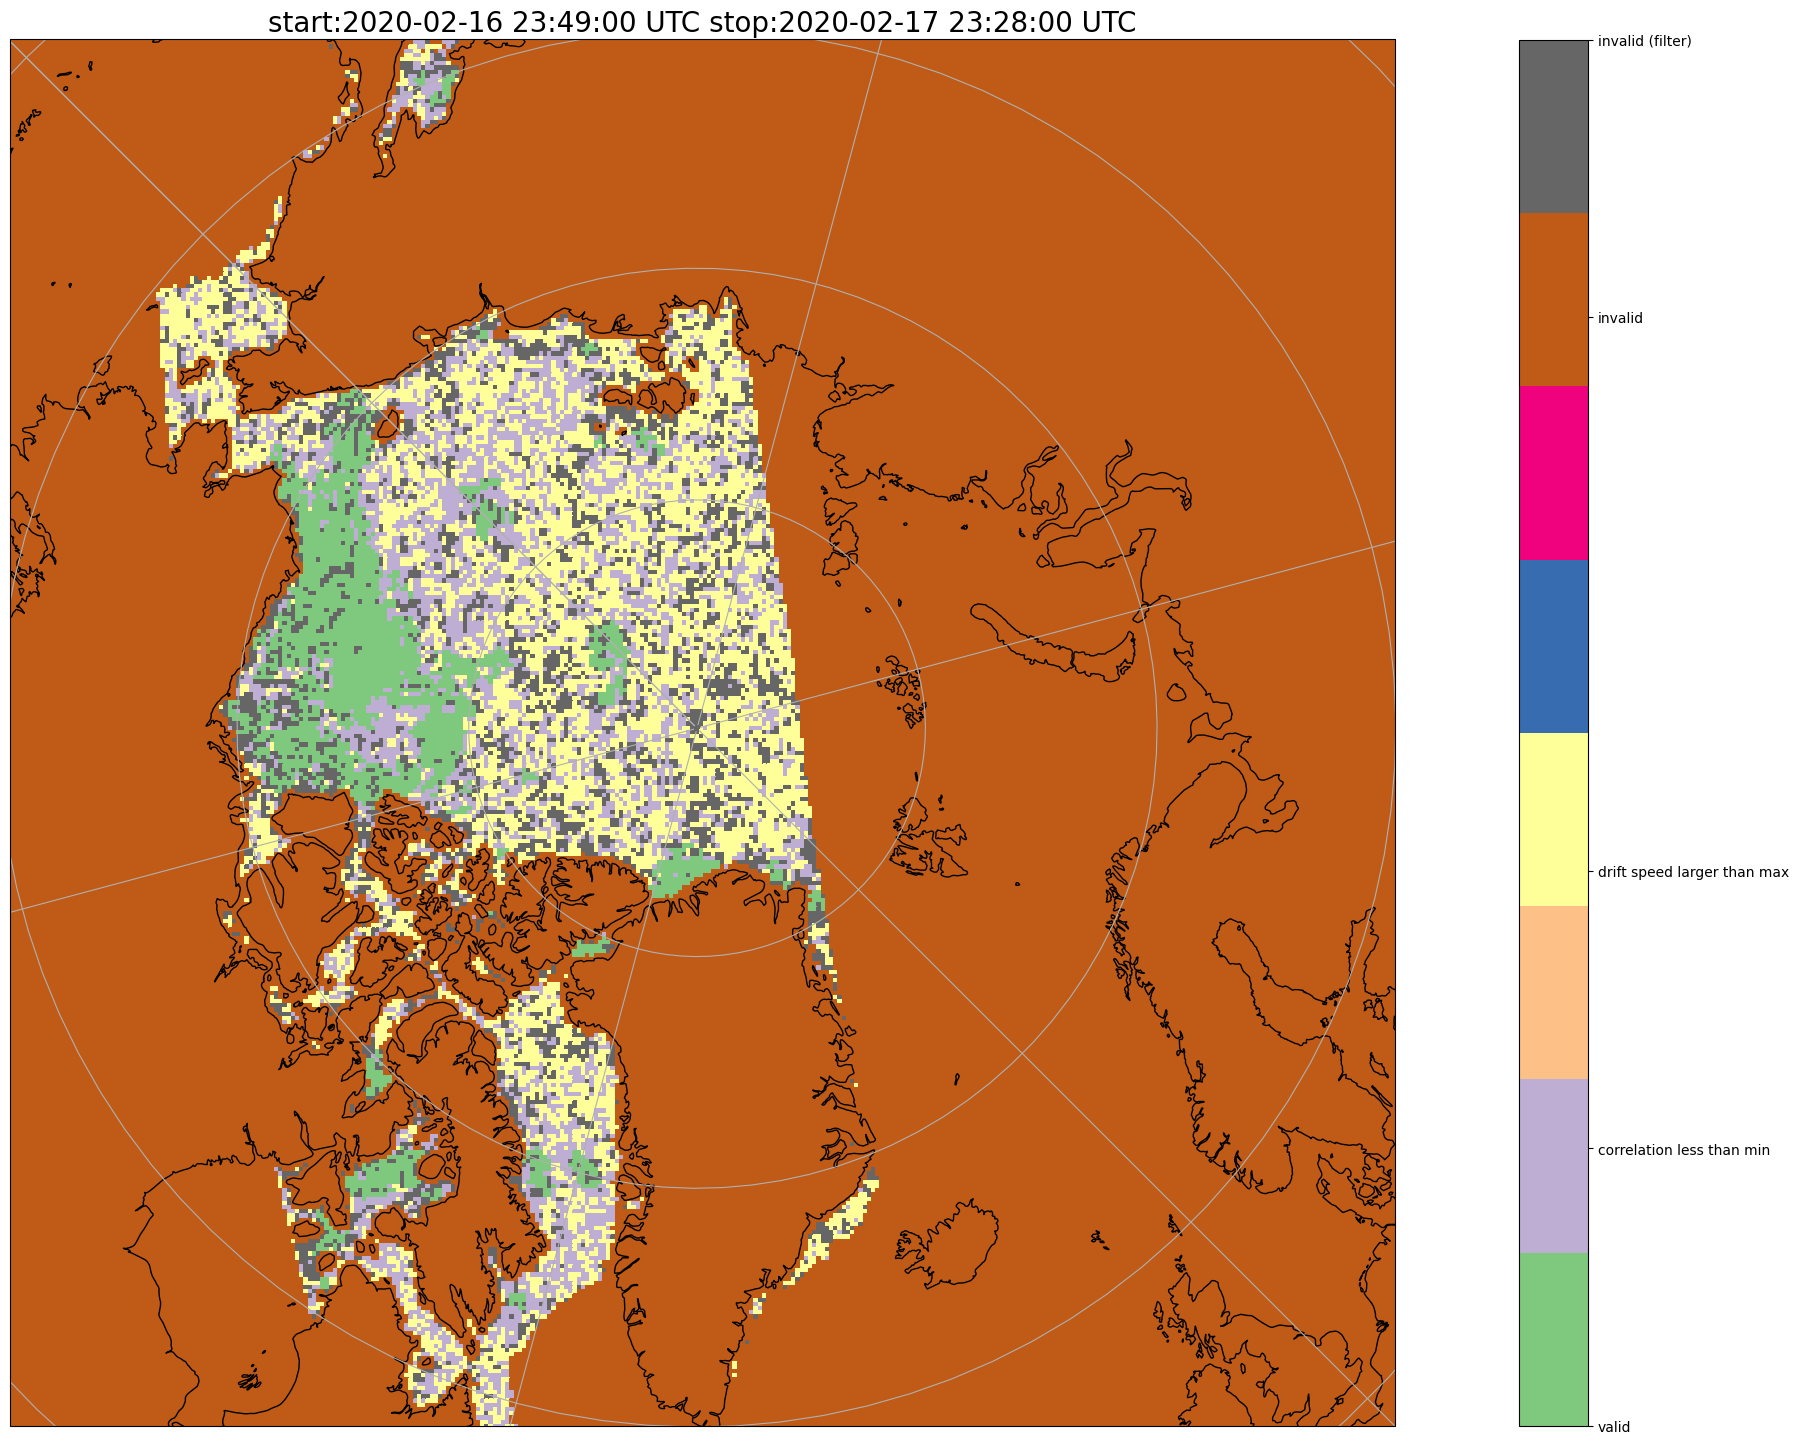 start:2020-02-16 23:49:00 UTC stop:2020-02-17 23:28:00 UTC
invalid (filter)
invalid
drift speed larger than max
correlation less than min
valid